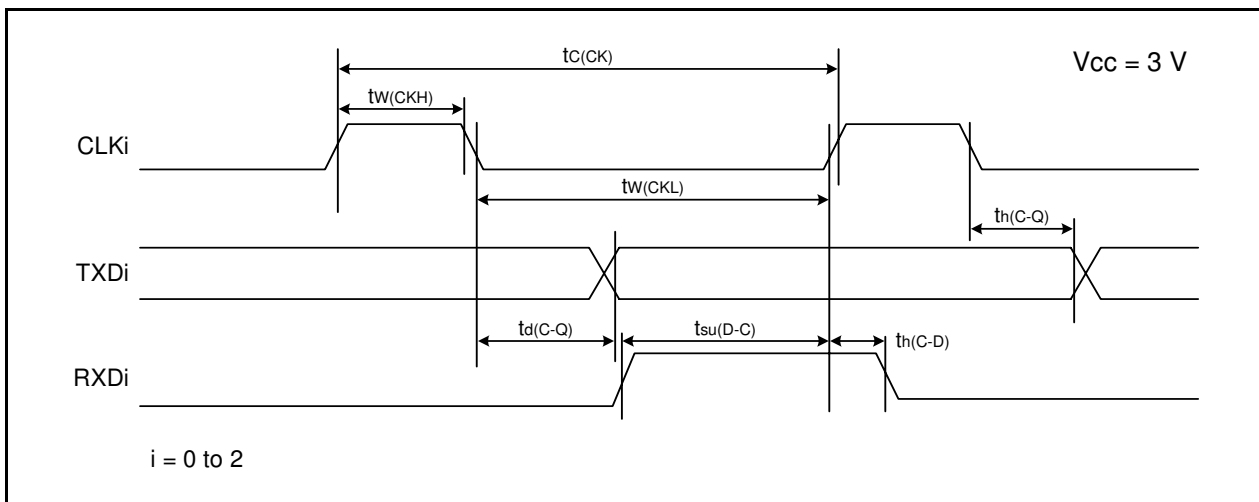 tC(CK)
Vcc = 3 V
tW(CKH)
CLKi
tW(CKL)
th(C-Q)
TXDi
td(C-Q)
tsu(D-C)
th(C-D)
RXDi
i = 0 to 2